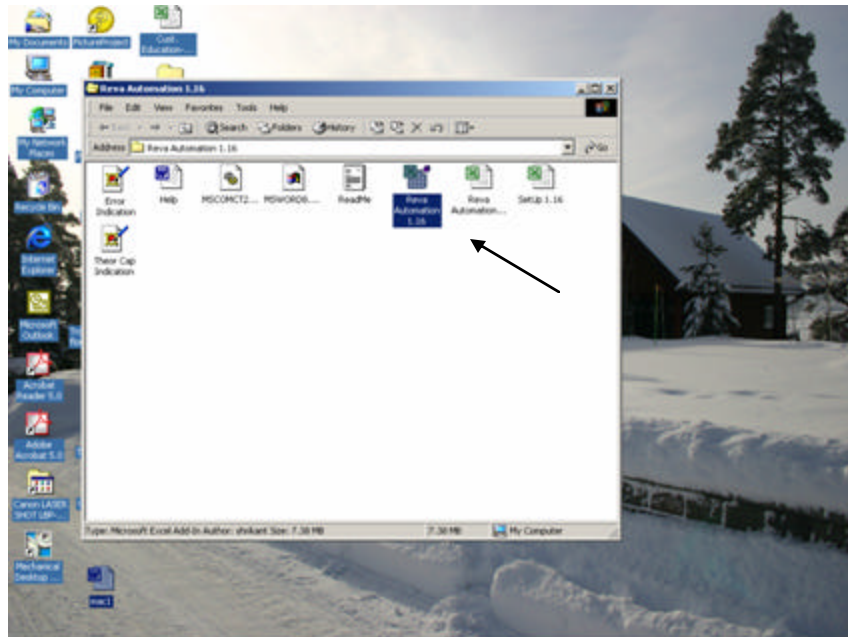 My Documents
PictureProject
Cust.
Education-...
My Computer
Reva Automation 1.16
File Edit View Favorites Tools Help
Search Folders History
Address Reva Automation 1.16 Go
Error
Indication
Help
MSCOMCT2...
MSWORD8....
ReadMe
Reva
Automation
1.16
Reva
Automation...
Setup 1.16
Theor Cap
Indication
My Network
Places
Recycle Bin
Internet
Explorer
Microsoft
Outlook
Acrobat
Reader 5.0
Adobe
Acrobat 5.0
Canon LASER
SHOT LBP-...
Mechanical
Desktop ...
mac1
Type: Microsoft Excel Add-In Author: shrikant Size: 7.38 MB 7.38 MB My Computer